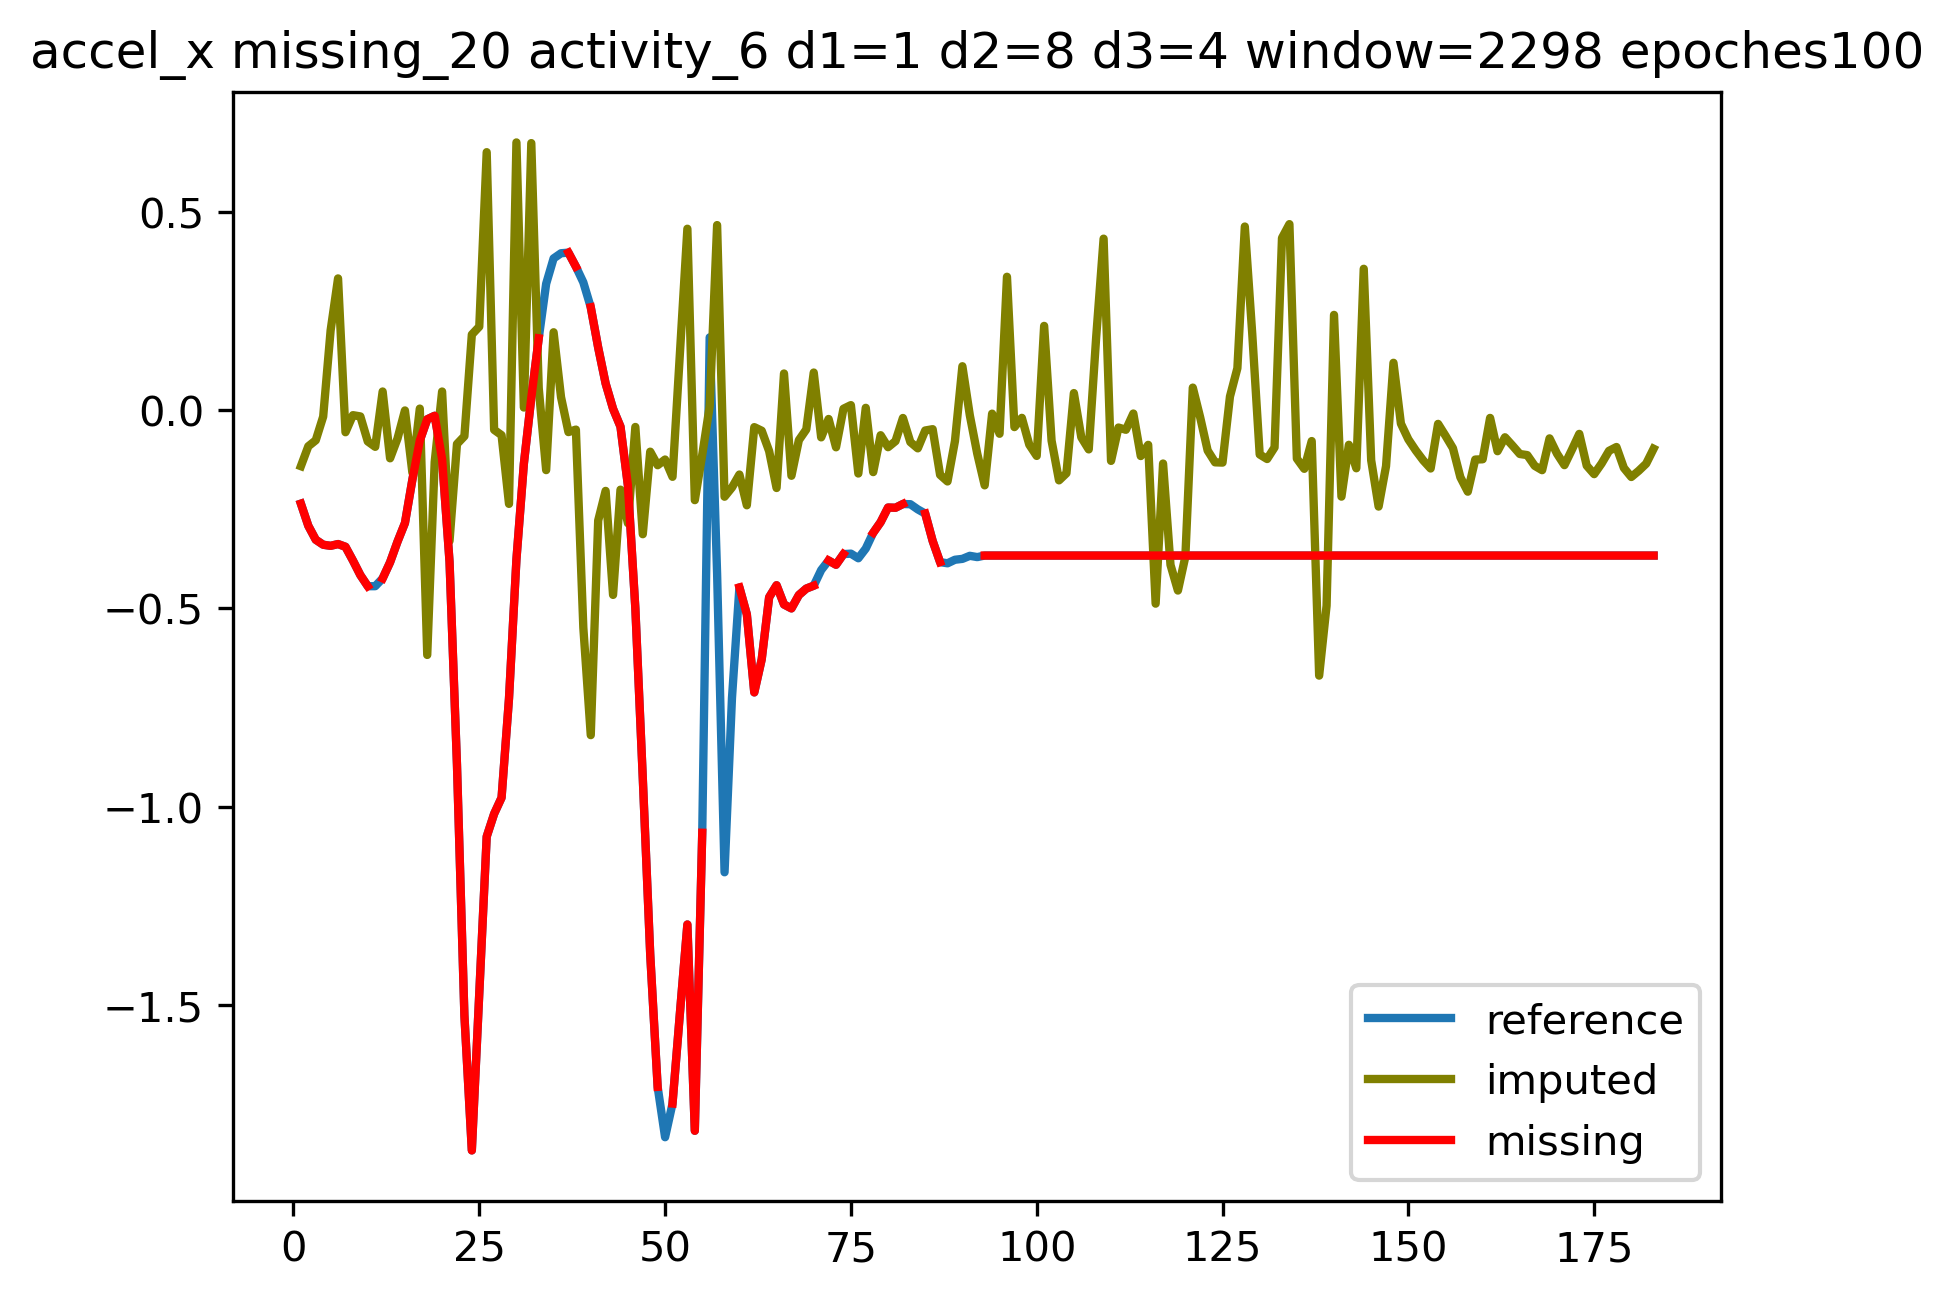 accel_x missing_20 activity_6 d1=1 d2=8 d3=4 window=2298 epoches100
0.5
0.0
−0.5
−1.0
−1.5
0 25 50 75 100 125 150 175
reference
imputed
missing